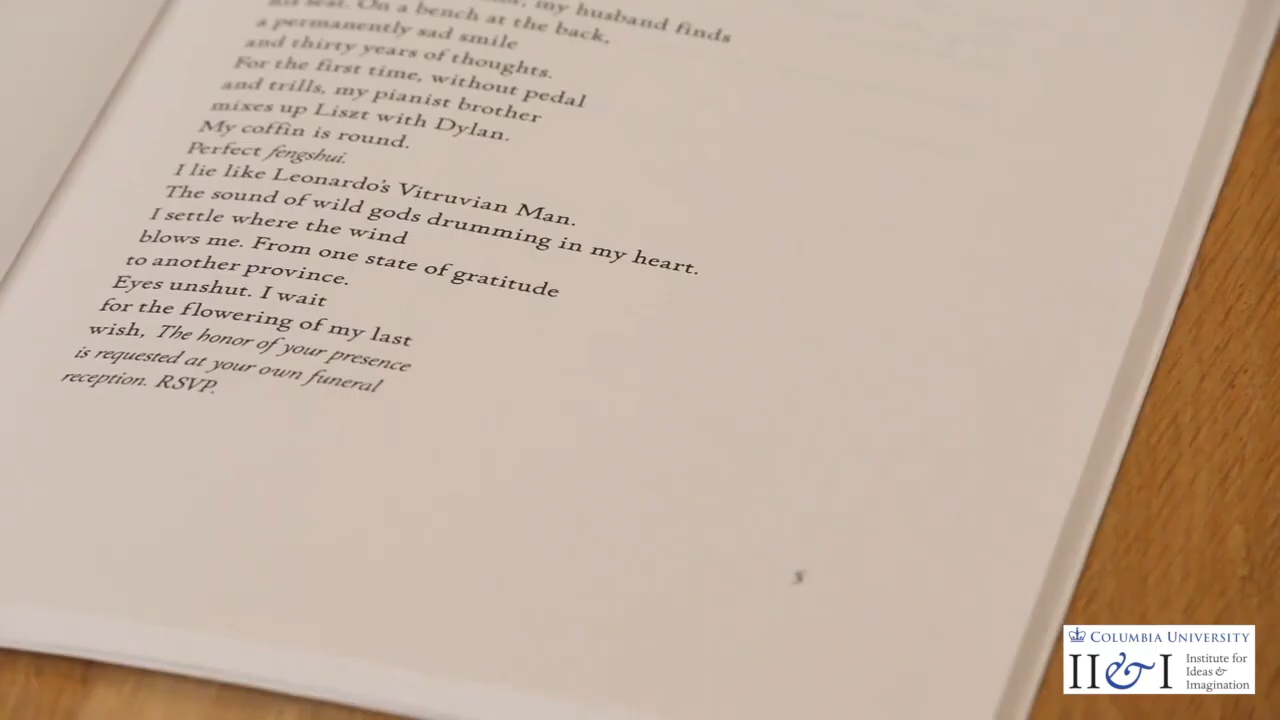 my husband finds
his seat. On a bench at the back,
a permanently sad smile
and thirty years of thoughts.
For the first time, without pedal
and trills, my pianist brother
mixes up Liszt with Dylan.
My coffin is round.
Perfect fengshui.
I lie like Leonardo's Vitruvian Man.
The sound of wild gods drumming in my heart.
I settle where the wind
blows me. From one state of gratitude
to another province.
Eyes unshut. I wait
for the flowering of my last
wish, The honor of your presence
is requested at your own funeral
reception. RSVP.
5
COLUMBIA UNIVERSITY
II&I
Institute for
Ideas &
Imagination